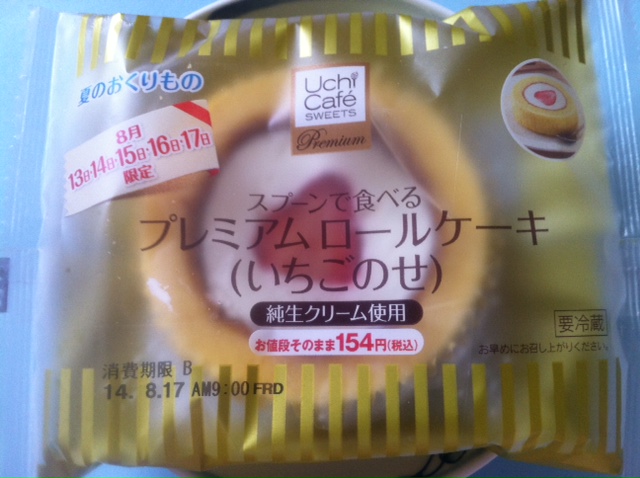 夏のおくりもの
8月
13日・14日・15日・16日・17日
限定
Uchi
Café
SWEETS
Premium
スプーンで食べる
プレミアムロールケーキ
(いちごのせ)
純生クリーム使用
お値段そのまま154円(税込)
要冷蔵
お早めにお召し上がりください。
消費期限 B
14. 8.17 AM9:00 FRD